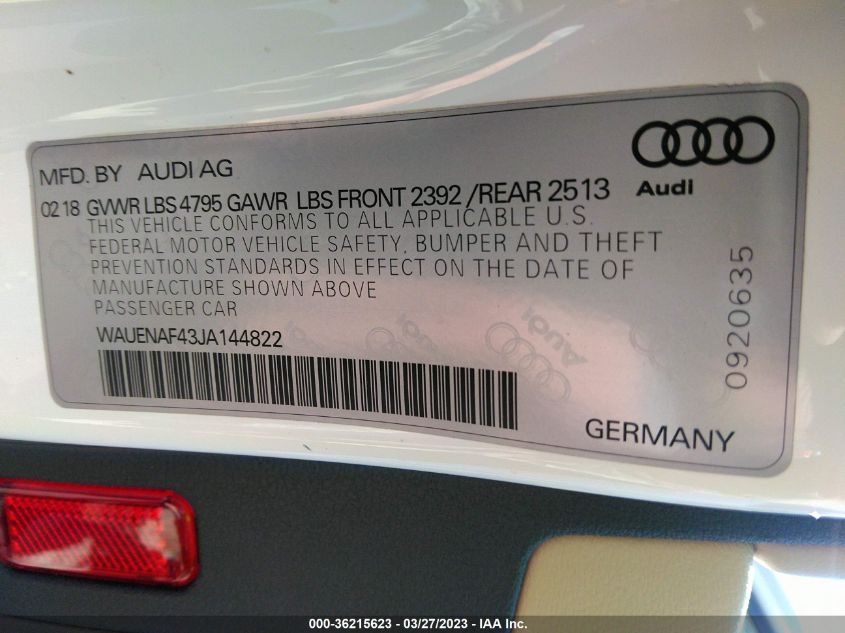 MFD. BY AUDI AG
Audi
02 18 GVWR LBS 4795 GAWR LBS FRONT 2392 /REAR 2513
THIS VEHICLE CONFORMS TO ALL APPLICABLE U.S.
FEDERAL MOTOR VEHICLE SAFETY, BUMPER AND THEFT
PREVENTION STANDARDS IN EFFECT ON THE DATE OF
MANUFACTURE SHOWN ABOVE
PASSENGER CAR
WAUENAF43JA144822
Audi
0920635
GERMANY
000-36215623 - 03/27/2023 - IAA Inc.